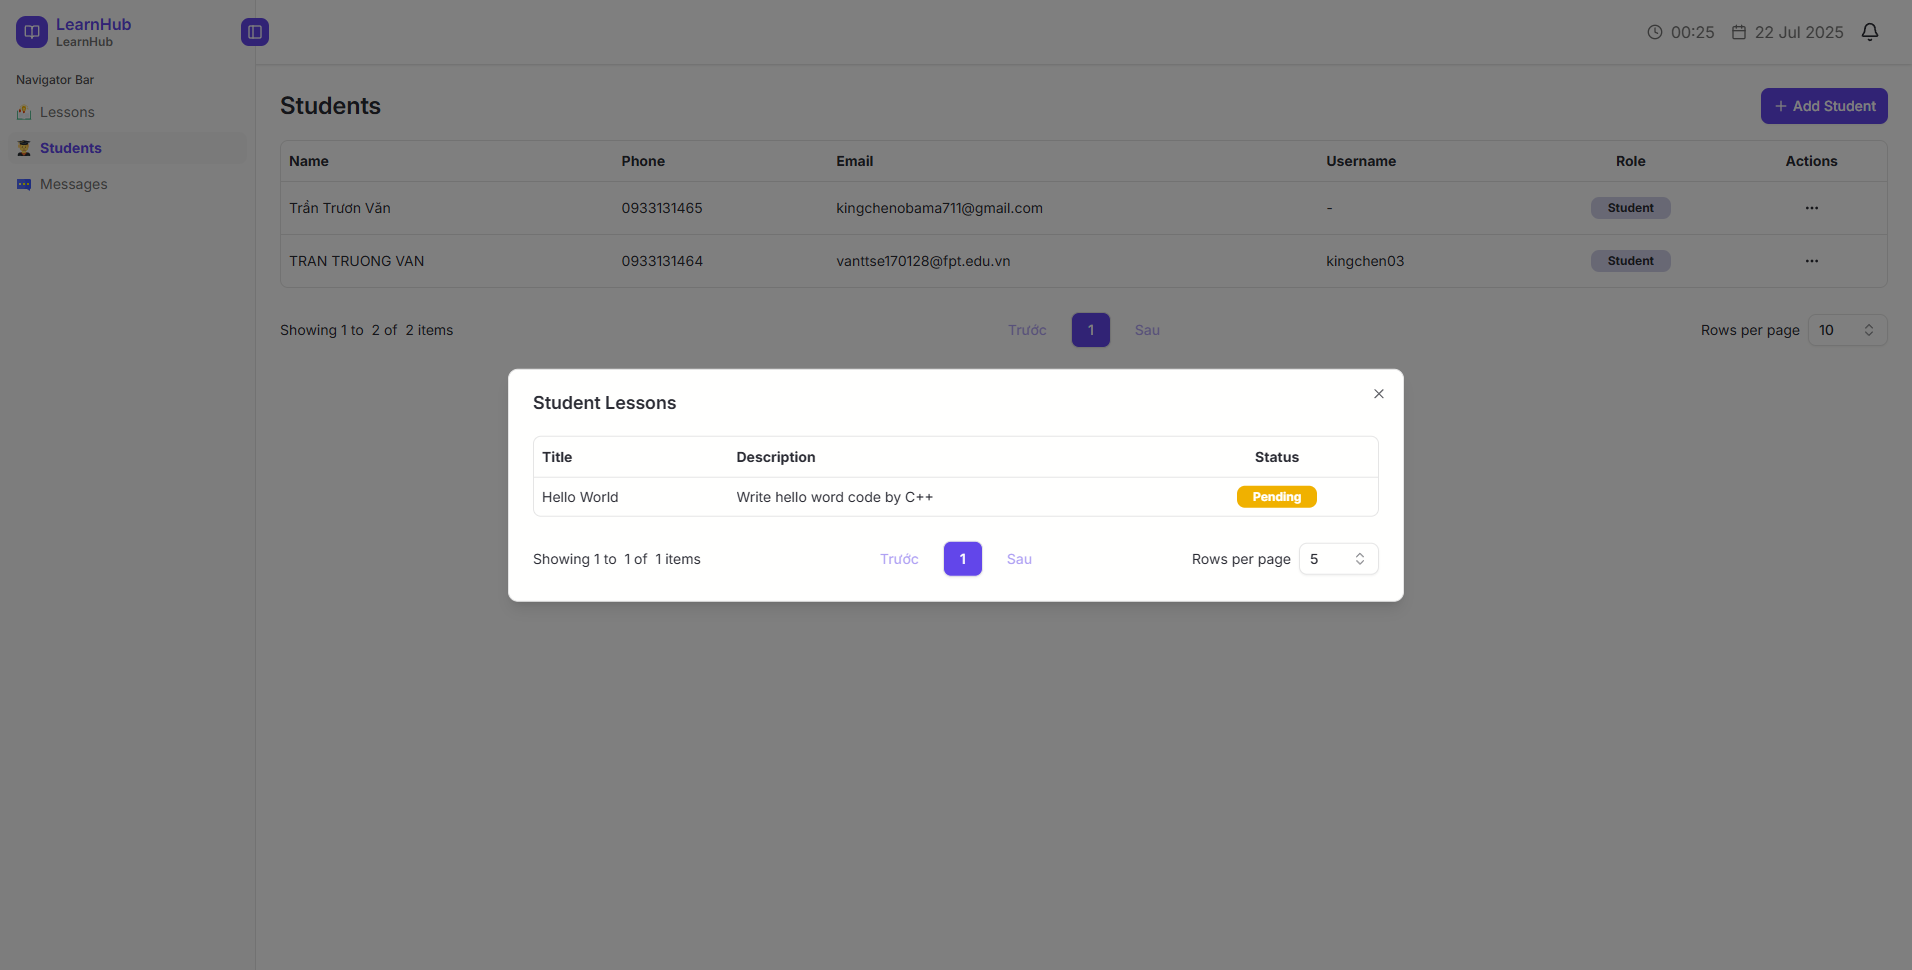 LearnHub
LearnHub
00:25 22 Jul 2025
Navigator Bar
Lessons
Students
Messages
Students
+ Add Student
Name Phone Email Username Role Actions
Trần Trươn Văn 0933131465 kingchenobama711@gmail.com - Student ...
TRAN TRUONG VAN 0933131464 vanttse170128@fpt.edu.vn kingchen03 Student ...
Showing 1 to 2 of 2 items Trước 1 Sau Rows per page 10
Student Lessons
Title Description Status
Hello World Write hello word code by C++ Pending
Showing 1 to 1 of 1 items Trước 1 Sau Rows per page 5